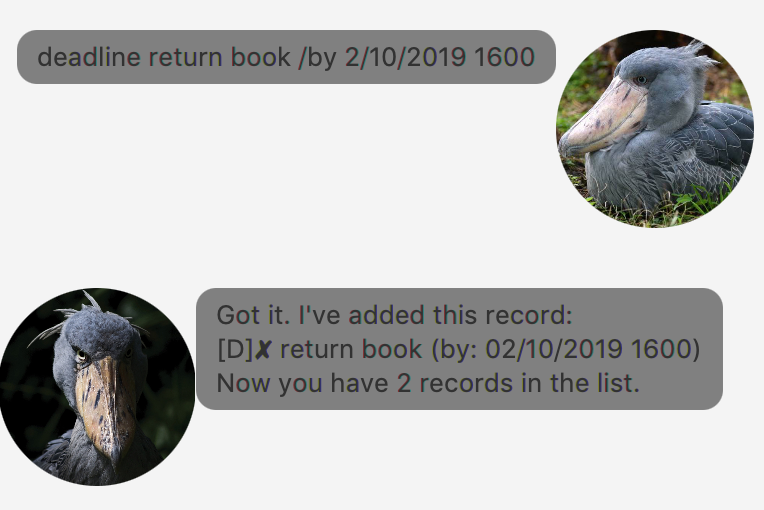 deadline return book /by 2/10/2019 1600
Got it. I've added this record:
[D]✘ return book (by: 02/10/2019 1600)
Now you have 2 records in the list.